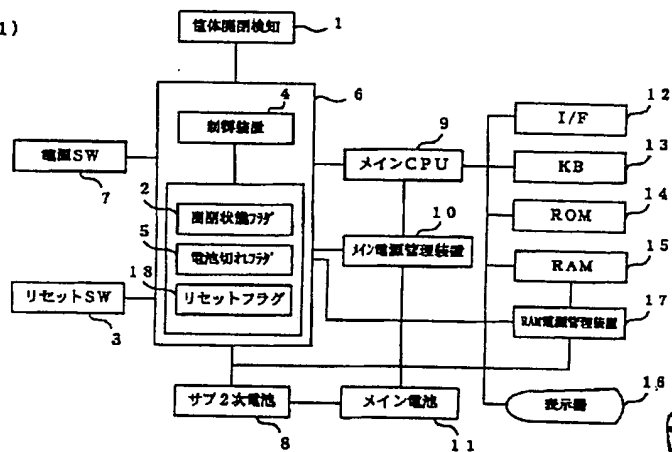 1)
筐体開閉検知
1
6
4
制御装置
電源SW
7
2
開閉状態フラグ
5
電池切れフラグ
18
リセットフラグ
リセットSW
3
9
メインCPU
10
メイン電源管理装置
サブ2次電池
8
メイン電池
11
12
I/F
13
KB
14
ROM
15
RAM
17
RAM電源管理装置
16
表示器